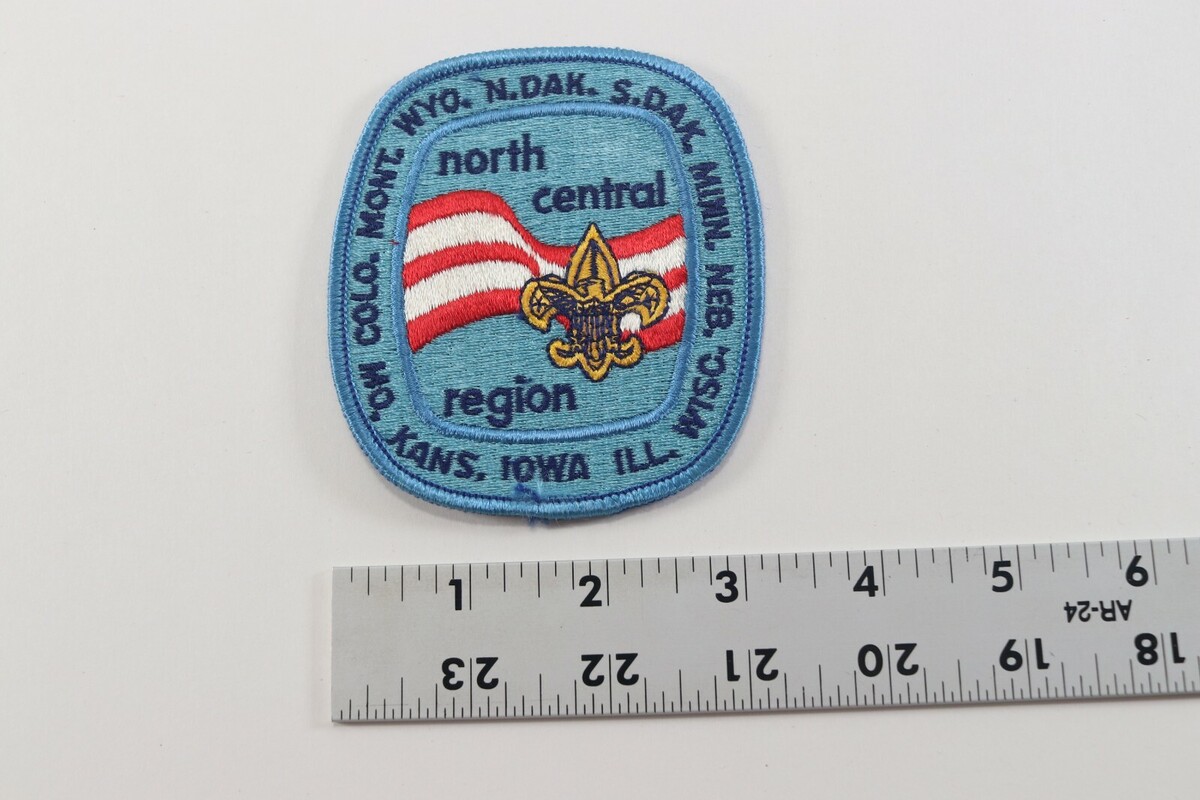 MO. COLO. MONT. WYO. N.DAK. S.DAK. MINN. NEB. WISC. ILL. IOWA KANS.
north
central
region
1 2 3 4 5 6
AR-24
23 22 21 20 19 18